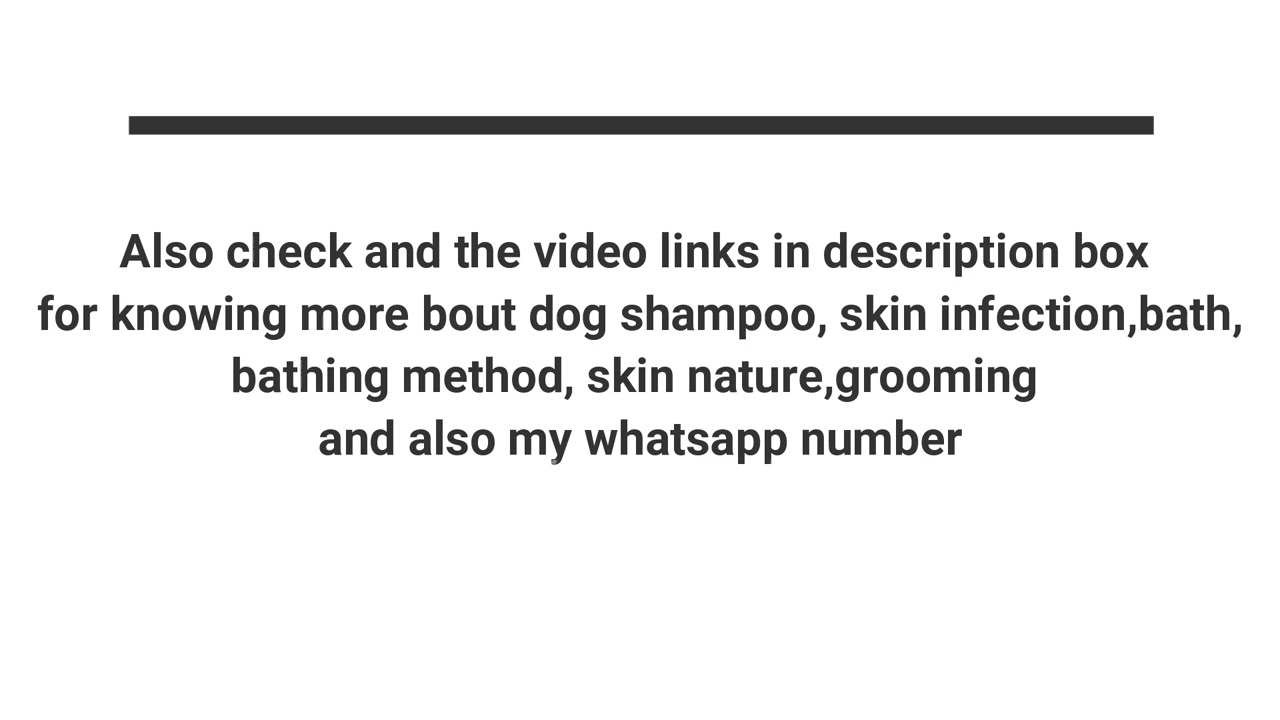 Also check and the video links in description box
for knowing more bout dog shampoo, skin infection,bath,
bathing method, skin nature,grooming
and also my whatsapp number